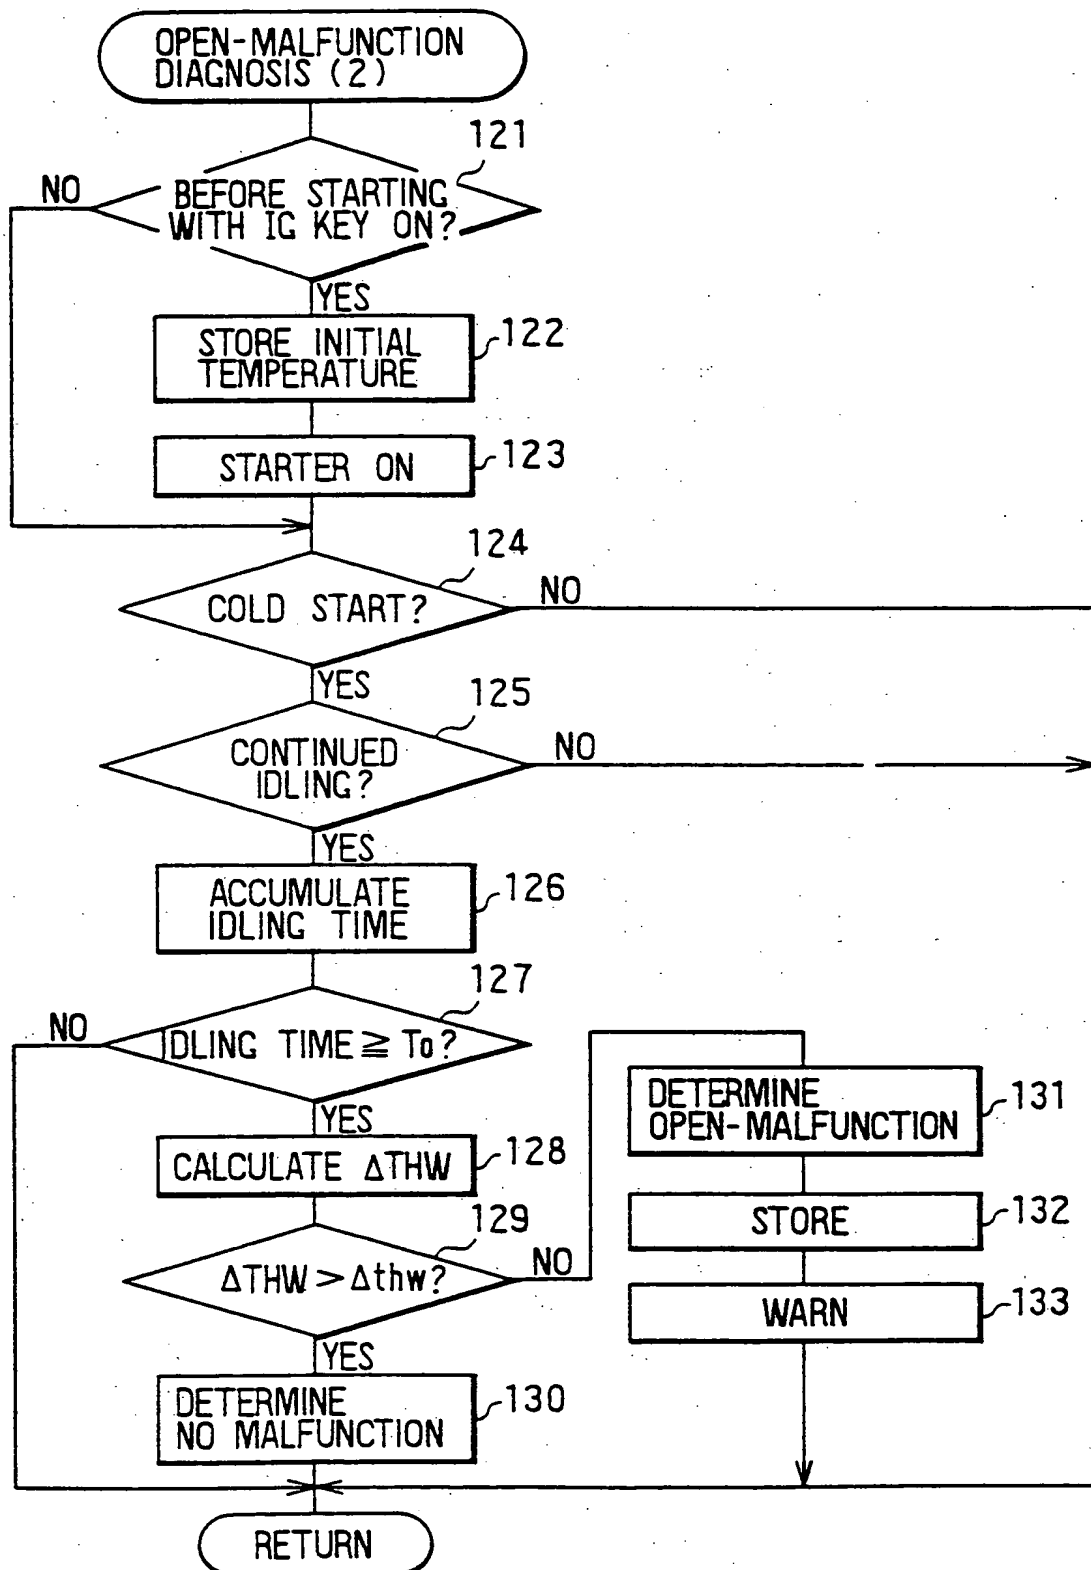 OPEN-MALFUNCTION
DIAGNOSIS (2)
121
NO
BEFORE STARTING
WITH IG KEY ON?
YES
STORE INITIAL
TEMPERATURE
122
STARTER ON
123
124
COLD START?
NO
YES
125
CONTINUED
IDLING?
NO
YES
ACCUMULATE
IDLING TIME
126
127
NO
IDLING TIME ≧ To?
YES
CALCULATE ΔTHW
128
129
ΔTHW > Δthw?
NO
YES
DETERMINE
NO MALFUNCTION
130
DETERMINE
OPEN-MALFUNCTION
131
STORE
132
WARN
133
RETURN